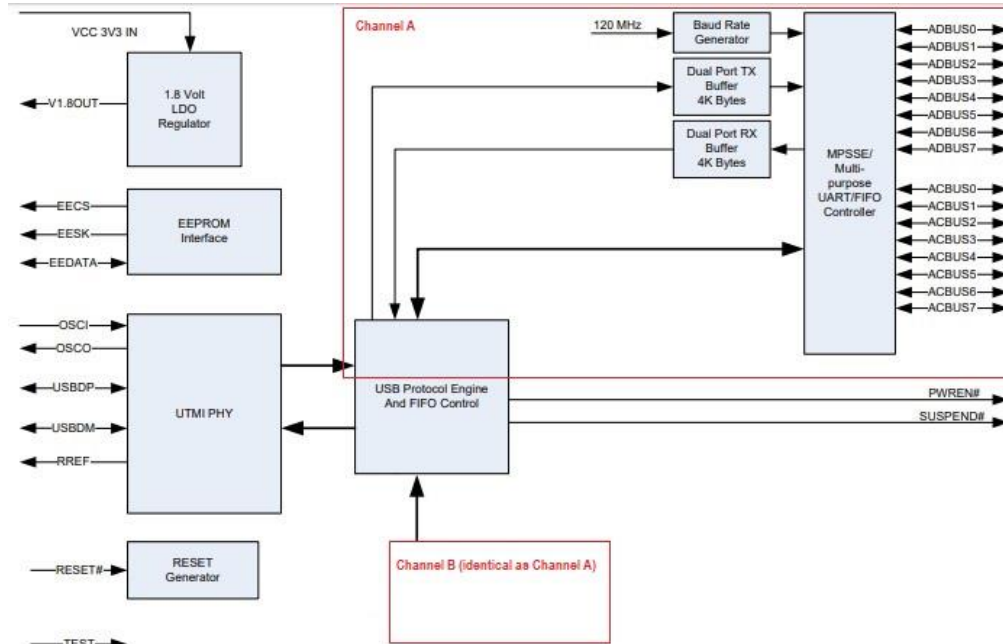 Channel A
VCC 3V3 IN
1.8 Volt
LDO
Regulator
V1.8OUT
120 MHz
Baud Rate
Generator
Dual Port TX
Buffer
4K Bytes
Dual Port RX
Buffer
4K Bytes
MPSSE/
Multi-
purpose
UART/FIFO
Controller
ADBUS0
ADBUS1
ADBUS2
ADBUS3
ADBUS4
ADBUS5
ADBUS6
ADBUS7
ACBUS0
ACBUS1
ACBUS2
ACBUS3
ACBUS4
ACBUS5
ACBUS6
ACBUS7
EECS
EESK
EEDATA
EEPROM
Interface
OSCI
OSCO
USBDP
USBDM
RREF
UTMI PHY
USB Protocol Engine
And FIFO Control
PWREN#
SUSPEND#
RESET#
RESET
Generator
Channel B (identical as Channel A)
TEST